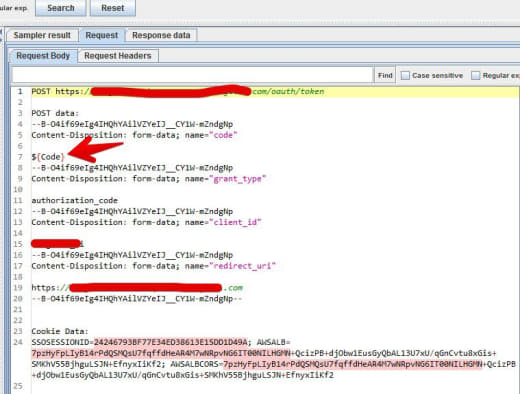 ular exp. Search Reset
Sampler result Request Response data
Request Body Request Headers
Find Case sensitive Regular exp
1 POST https:/ .com/oauth/token
2
3 POST data:
4 --B-O4if69eIg4IHQhYAilVZYeIJ__CY1W-mZndgNp
5 Content-Disposition: form-data; name="code"
6
7 ${Code}
8 --B-O4if69eIg4IHQhYAilVZYeIJ__CY1W-mZndgNp
9 Content-Disposition: form-data; name="grant_type"
10
11 authorization_code
12 --B-O4if69eIg4IHQhYAilVZYeIJ__CY1W-mZndgNp
13 Content-Disposition: form-data; name="client_id"
14
15
16 --B-O4if69eIg4IHQhYAilVZYeIJ__CY1W-mZndgNp
17 Content-Disposition: form-data; name="redirect_uri"
18
19 https:/ .com
20 --B-O4if69eIg4IHQhYAilVZYeIJ__CY1W-mZndgNp--
21
22
23 Cookie Data:
24 SSOSESSIONID=24246793BF77E34ED38613E15DD1D49A; AWSALB=
7pzHyFpLIyB14rPdQSMQsU7fqffdHeAR4M7wNRpvNG6IT00NILHGMN+QcizPB+djObw1EusGyQbAL13U7xU/qGnCvtu8xGis+
SMKhV55BjhguLSJN+EfnyxIiKf2; AWSALBCORS=7pzHyFpLIyB14rPdQSMQsU7fqffdHeAR4M7wNRpvNG6IT00NILHGMN+QcizPB
+djObw1EusGyQbAL13U7xU/qGnCvtu8xGis+SMKhV55BjhguLSJN+EfnyxIiKf2
25